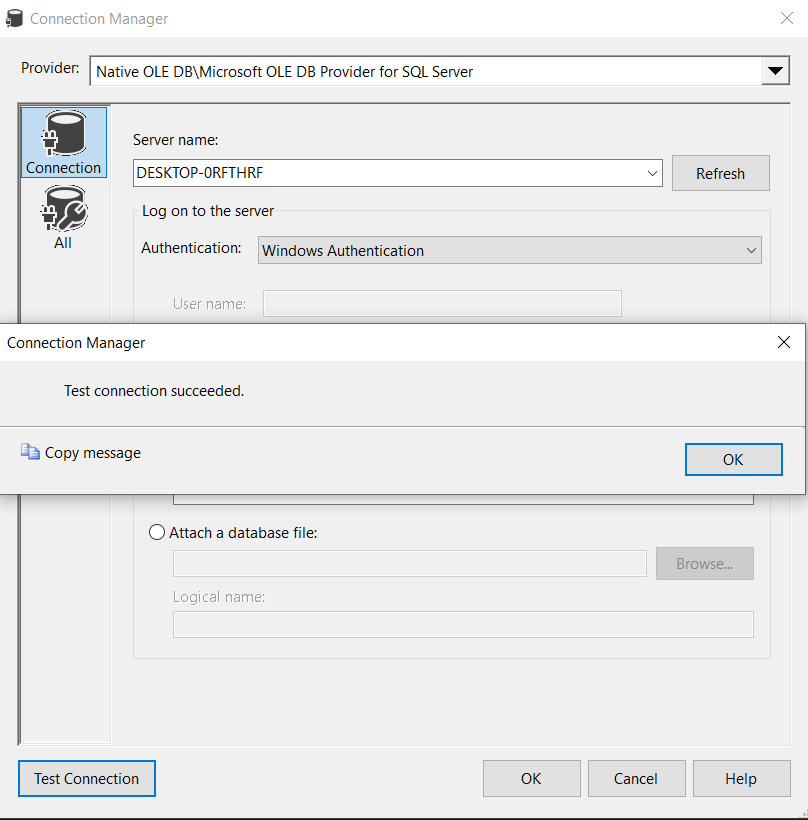 Connection Manager
Provider: Native OLE DB\Microsoft OLE DB Provider for SQL Server
Connection
All
Server name:
DESKTOP-0RFTHRF Refresh
Log on to the server
Authentication: Windows Authentication
User name:
Connection Manager
Test connection succeeded.
Copy message OK
Attach a database file:
Browse...
Logical name:
Test Connection OK Cancel Help